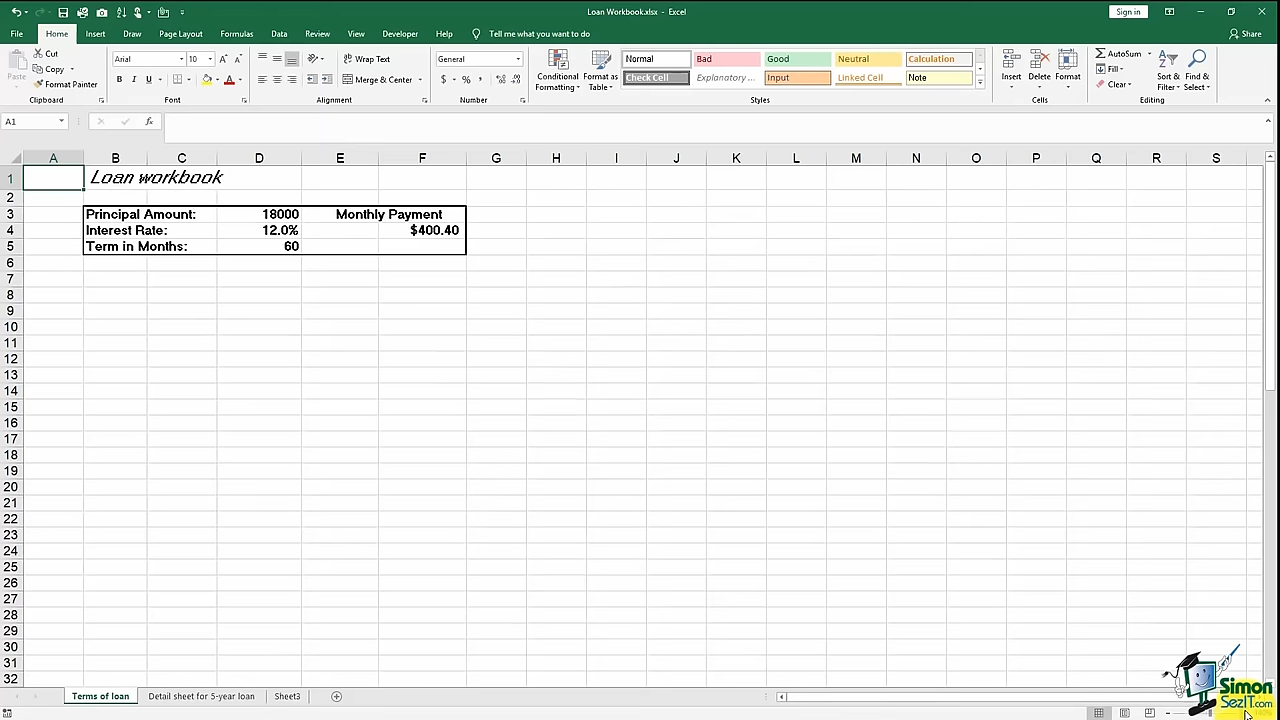 Loan Workbook.xlsx - Excel
Sign in
File Home Insert Draw Page Layout Formulas Data Review View Developer Help Tell me what you want to do Share
Paste
Cut
Copy
Format Painter
Clipboard
Arial 10
B I U
Font
Wrap Text
Merge & Center
Alignment
General
$ % ,
Number
Conditional Formatting
Format as Table
Normal Bad Good Neutral Calculation
Check Cell Explanatory ... Input Linked Cell Note
Styles
Insert Delete Format
Cells
AutoSum
Fill
Clear
Sort & Filter
Find & Select
Editing
A1 fx
A B C D E F G H I J K L M N O P Q R S
1 Loan workbook
2
3 Principal Amount: 18000 Monthly Payment
4 Interest Rate: 12.0% $400.40
5 Term in Months: 60
6
7
8
9
10
11
12
13
14
15
16
17
18
19
20
21
22
23
24
25
26
27
28
29
30
31
32
Terms of loan Detail sheet for 5-year loan Sheet3
Simon
SezIT.com